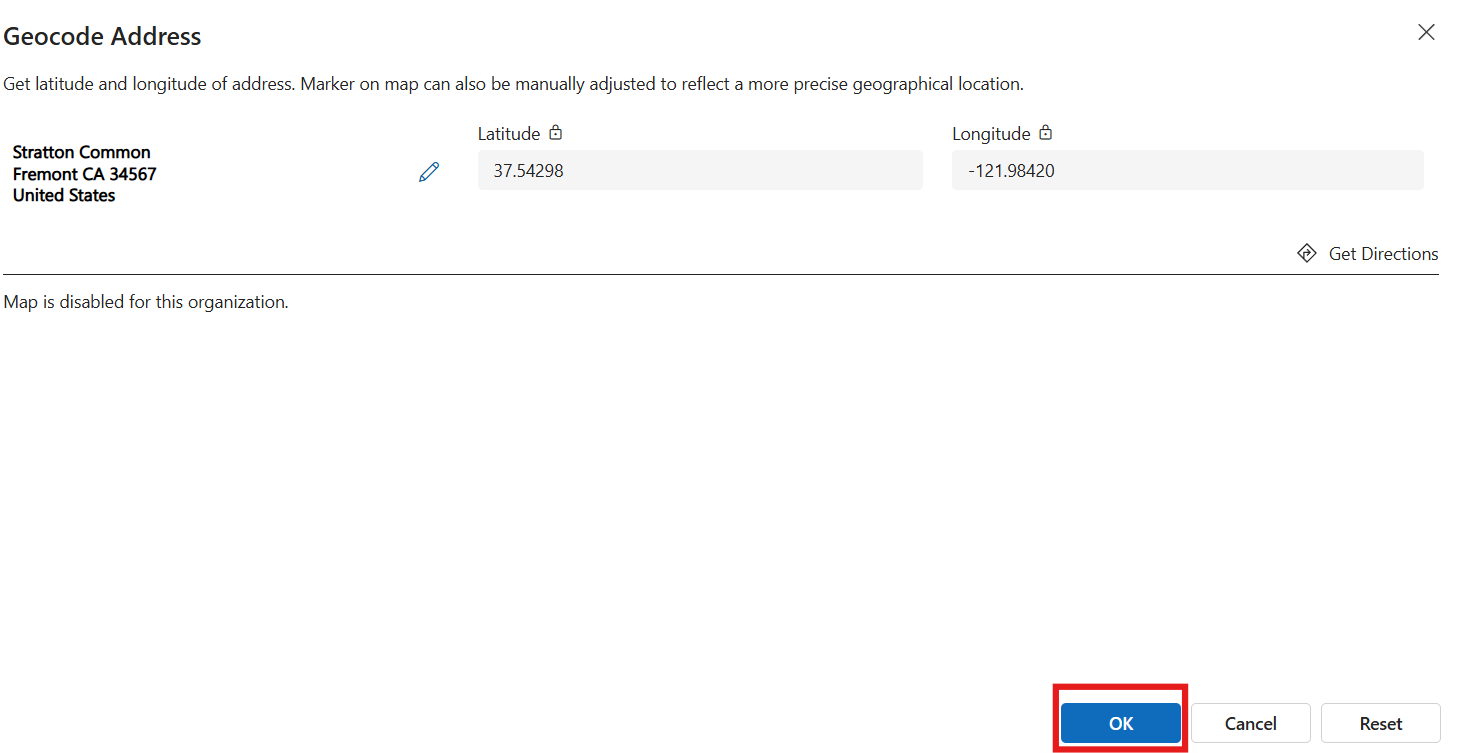 Geocode Address
Get latitude and longitude of address. Marker on map can also be manually adjusted to reflect a more precise geographical location.
Stratton Common
Fremont CA 34567
United States
Latitude
37.54298
Longitude
-121.98420
Get Directions
Map is disabled for this organization.
OK
Cancel
Reset